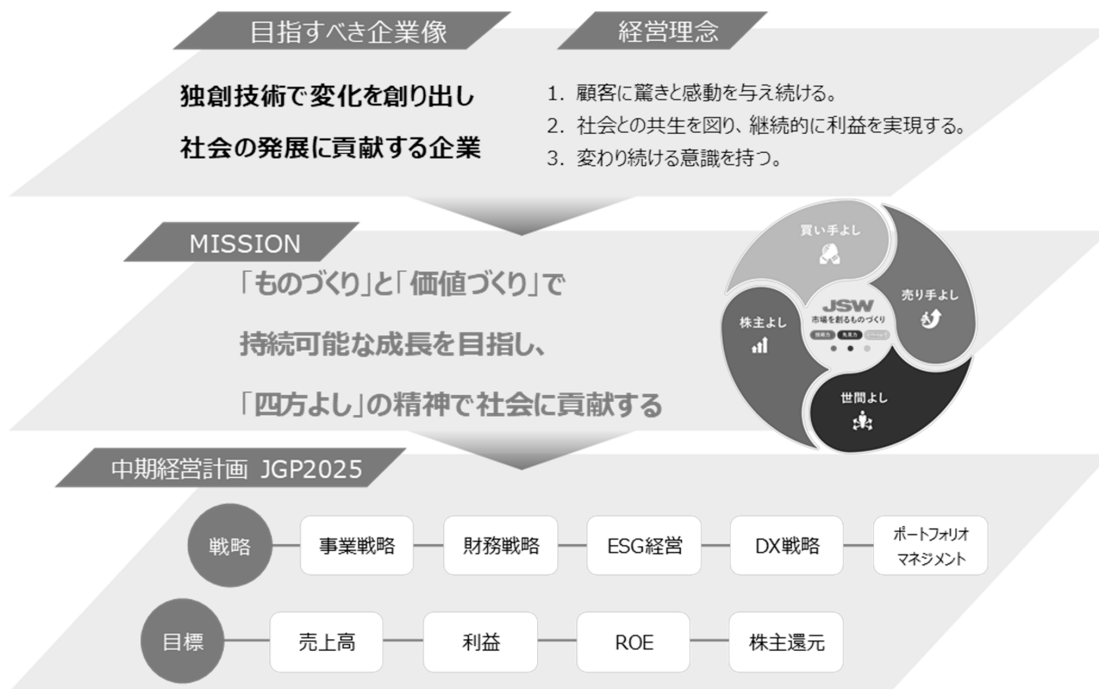 目指すべき企業像
経営理念
独創技術で変化を創り出し
社会の発展に貢献する企業
1. 顧客に驚きと感動を与え続ける。
2. 社会との共生を図り、継続的に利益を実現する。
3. 変わり続ける意識を持つ。
MISSION
「ものづくり」と「価値づくり」で
持続可能な成長を目指し、
「四方よし」の精神で社会に貢献する
買い手よし
売り手よし
株主よし
世間よし
JSW
市場を創るものづくり
中期経営計画 JGP2025
戦略
事業戦略
財務戦略
ESG経営
DX戦略
ポートフォリオ
マネジメント
目標
売上高
利益
ROE
株主還元